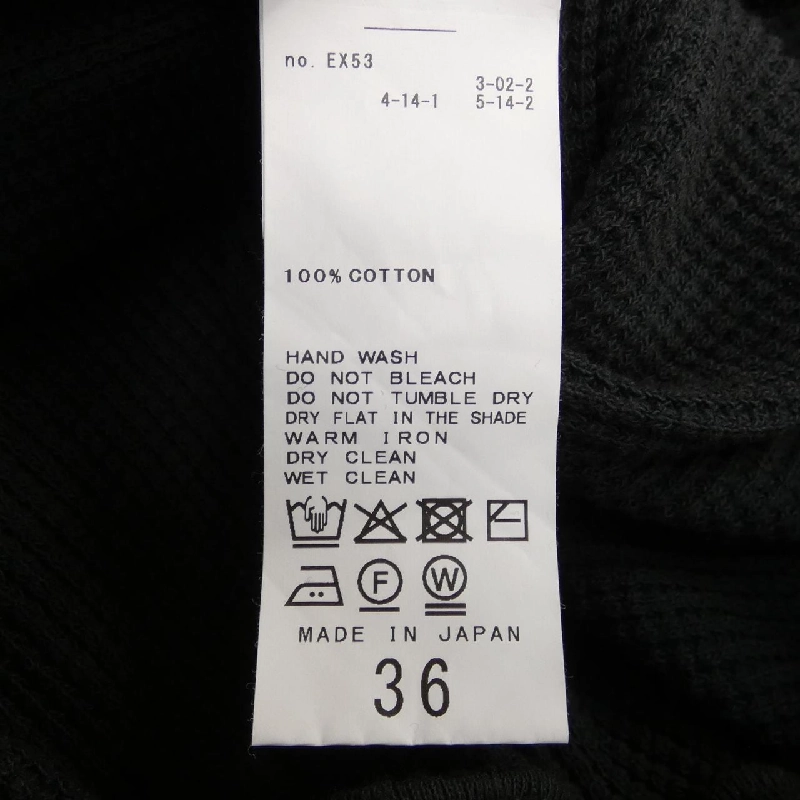 no. EX53
3-02-2
4-14-1 5-14-2
100% COTTON
HAND WASH
DO NOT BLEACH
DO NOT TUMBLE DRY
DRY FLAT IN THE SHADE
WARM IRON
DRY CLEAN
WET CLEAN
F W
MADE IN JAPAN
36